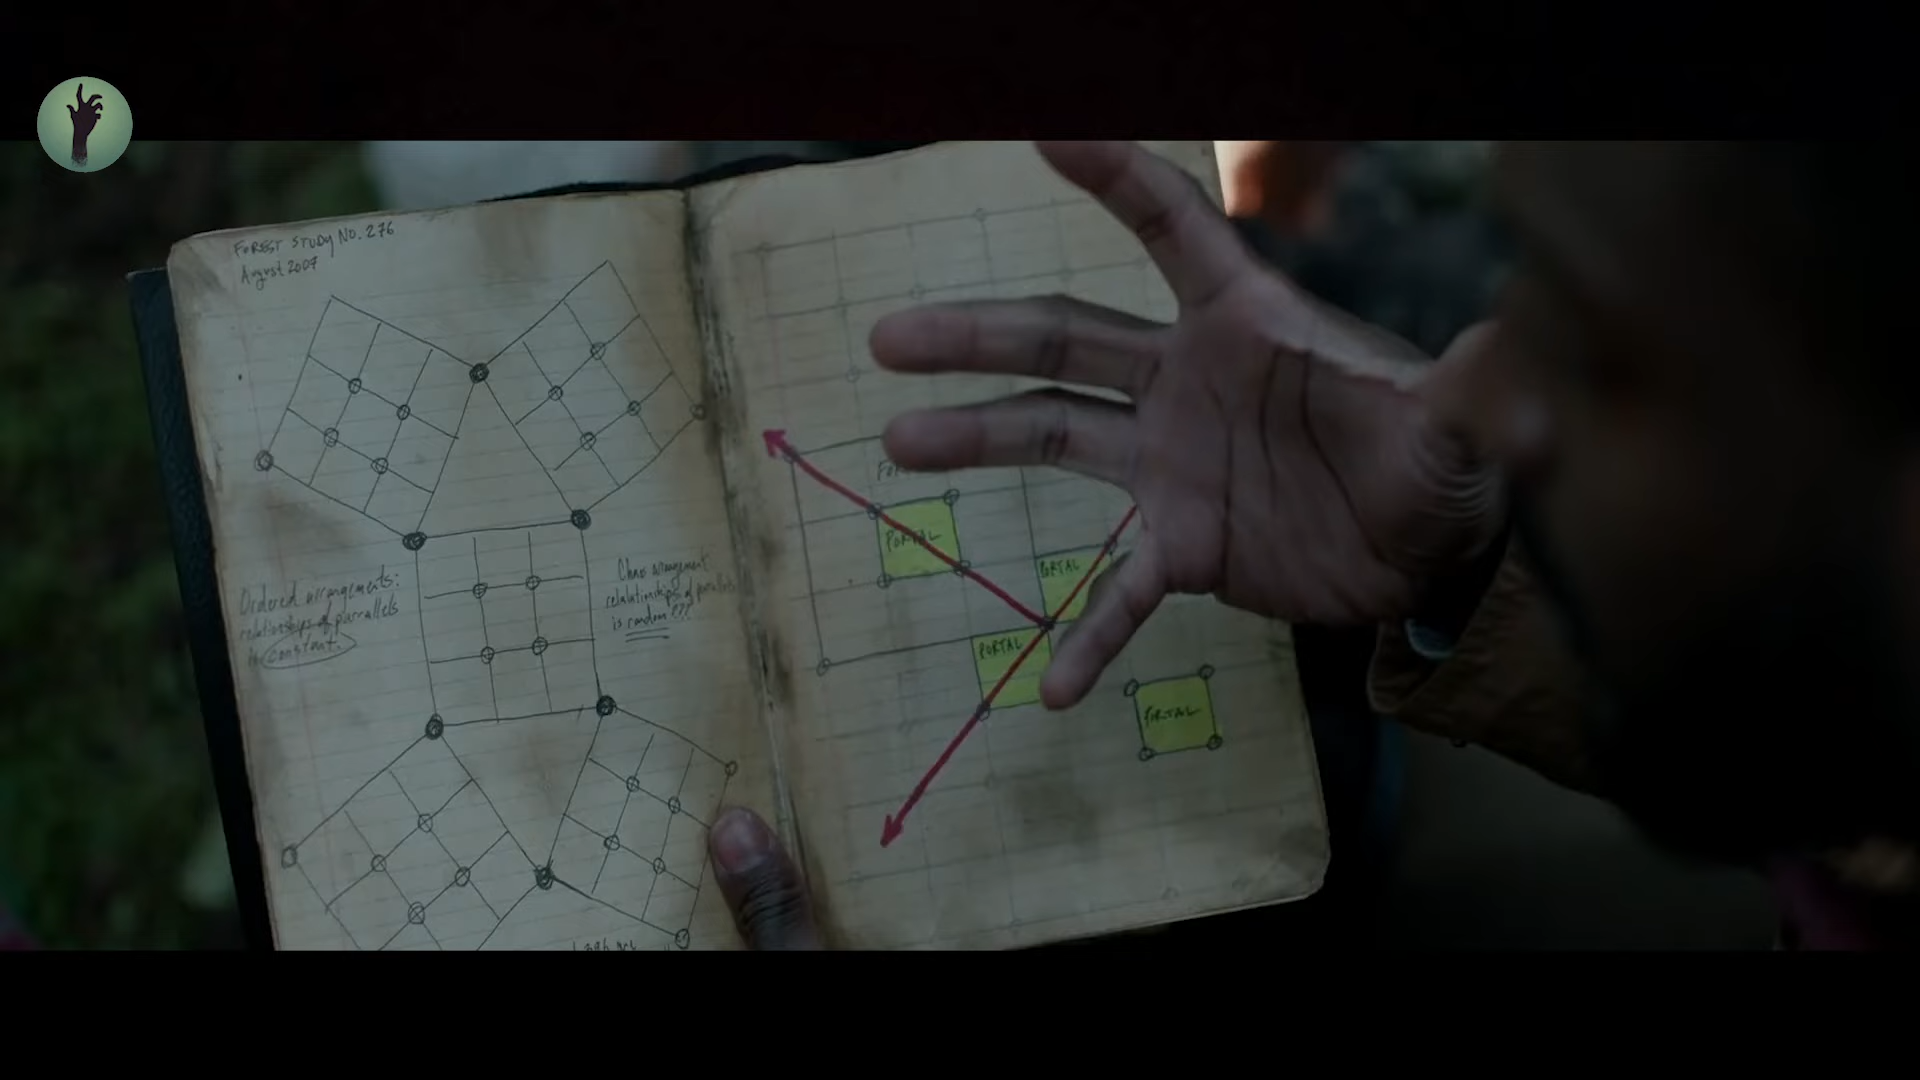 FOREST STUDY NO. 276
August 2007
Ordered arrangements:
relationships of parrallels
is constant.
Chaos arrangement
relationships of parallels
is random???
PORTAL
PORTAL
PORTAL
PORTAL